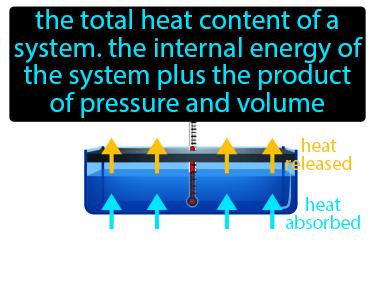 the total heat content of a
system. the internal energy of
the system plus the product
of pressure and volume
heat
released
heat
absorbed